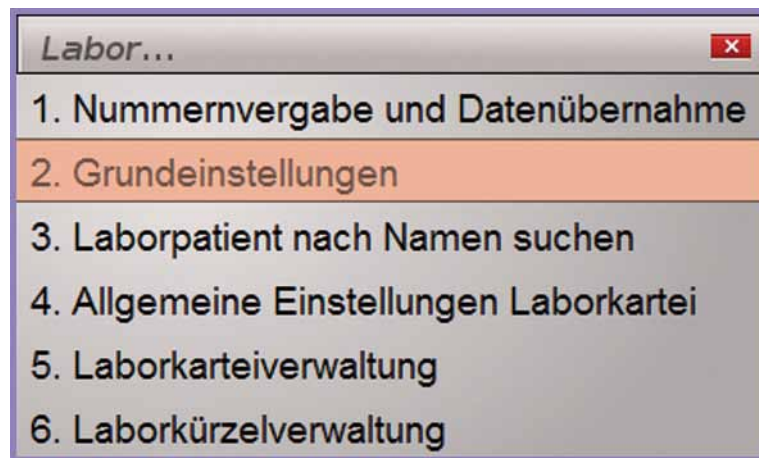 Labor...
1. Nummernvergabe und Datenübernahme
2. Grundeinstellungen
3. Laborpatient nach Namen suchen
4. Allgemeine Einstellungen Laborkartei
5. Laborkarteiverwaltung
6. Laborkürzelverwaltung